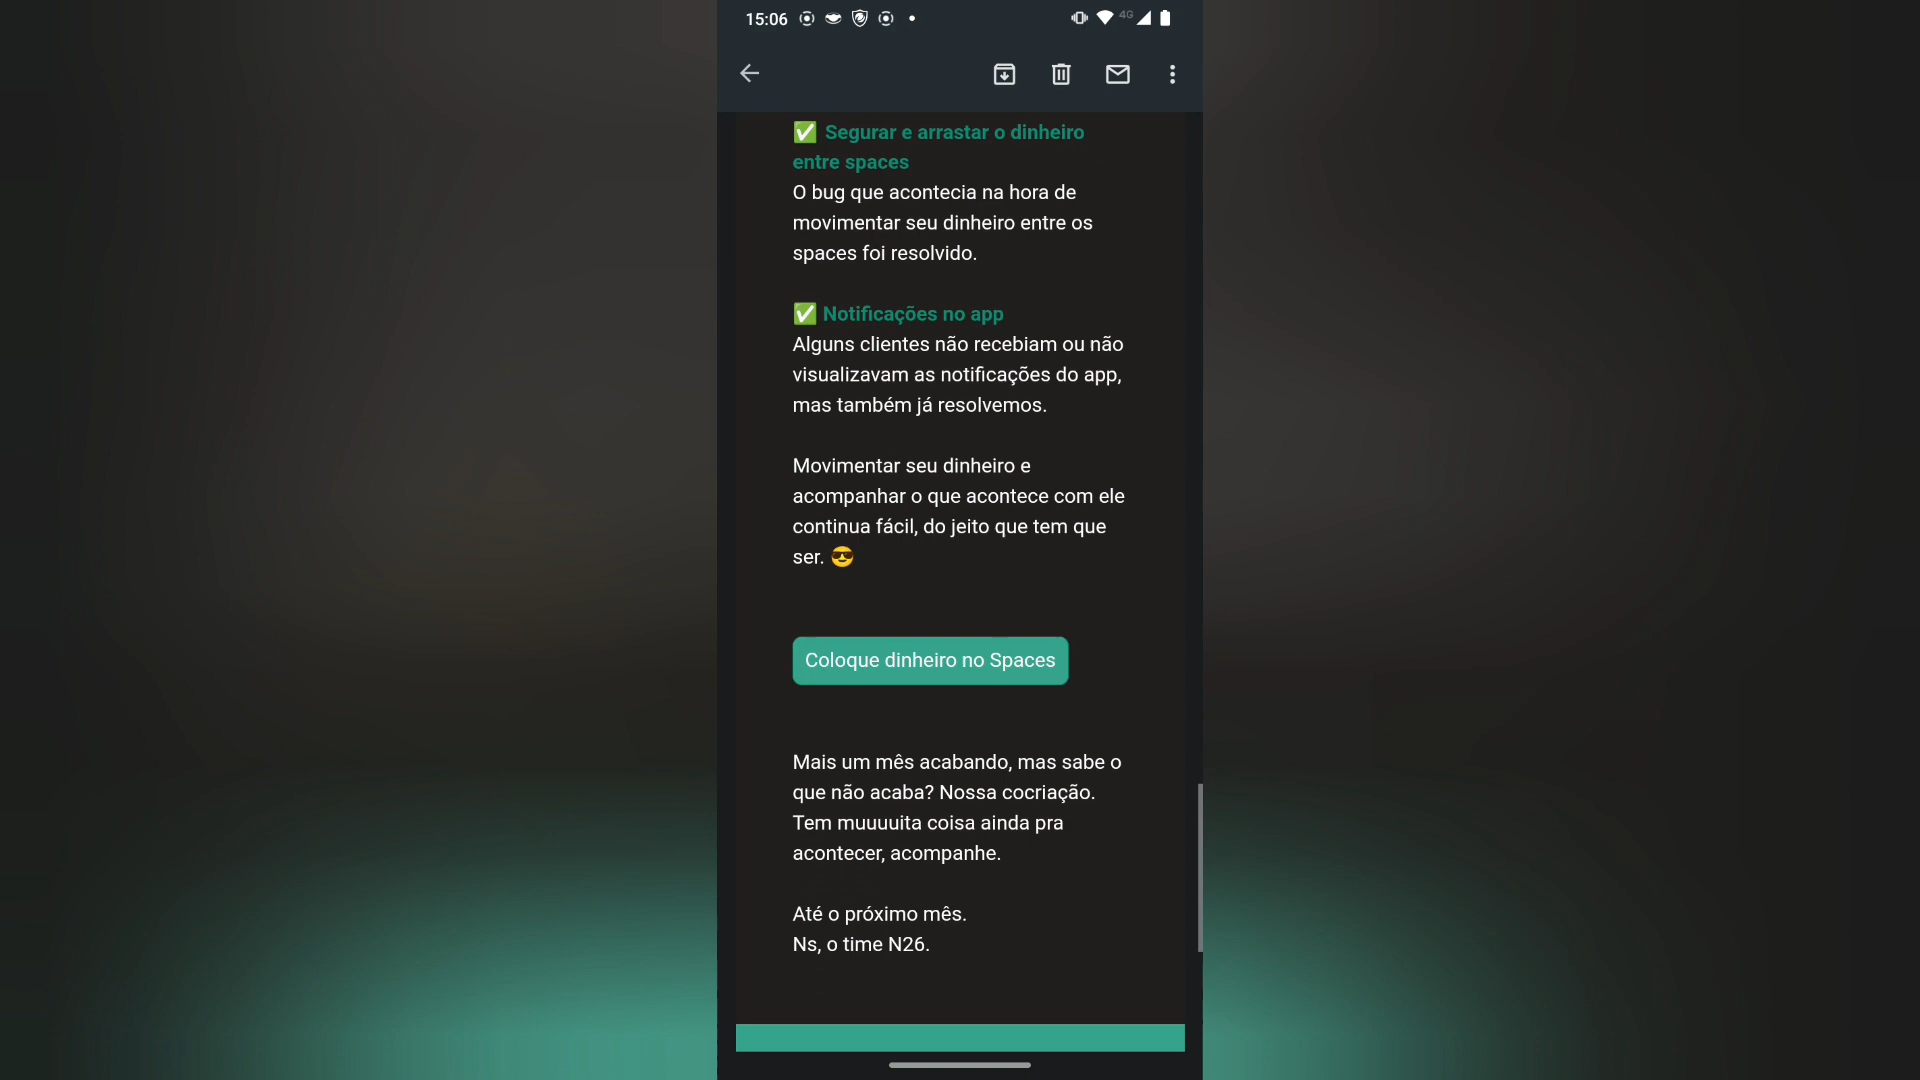 15:06
4G
✅ Segurar e arrastar o dinheiro
entre spaces
O bug que acontecia na hora de
movimentar seu dinheiro entre os
spaces foi resolvido.
✅ Notificações no app
Alguns clientes não recebiam ou não
visualizavam as notificações do app,
mas também já resolvemos.
Movimentar seu dinheiro e
acompanhar o que acontece com ele
continua fácil, do jeito que tem que
ser. 😎
Coloque dinheiro no Spaces
Mais um mês acabando, mas sabe o
que não acaba? Nossa cocriação.
Tem muuuuita coisa ainda pra
acontecer, acompanhe.
Até o próximo mês.
Ns, o time N26.